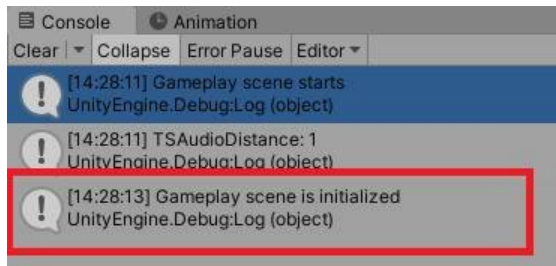 Console Animation
Clear Collapse Error Pause Editor
[14:28:11] Gameplay scene starts
UnityEngine.Debug:Log (object)
[14:28:11] TSAudioDistance: 1
UnityEngine.Debug:Log (object)
[14:28:13] Gameplay scene is initialized
UnityEngine.Debug:Log (object)